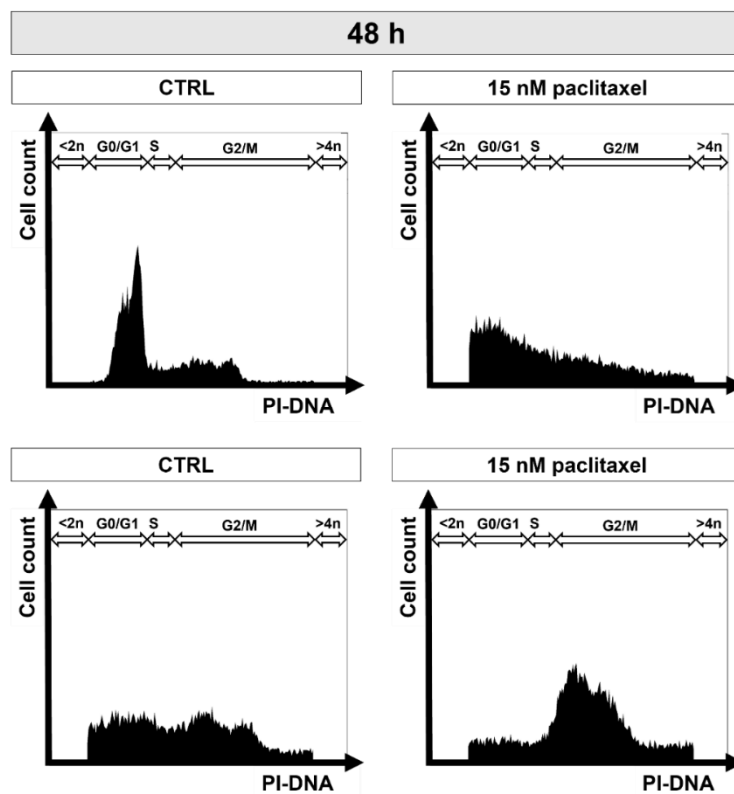 48 h
CTRL
15 nM paclitaxel
<2n G0/G1 S G2/M >4n
Cell count
PI-DNA
<2n G0/G1 S G2/M >4n
Cell count
PI-DNA
CTRL
15 nM paclitaxel
<2n G0/G1 S G2/M >4n
Cell count
PI-DNA
<2n G0/G1 S G2/M >4n
Cell count
PI-DNA